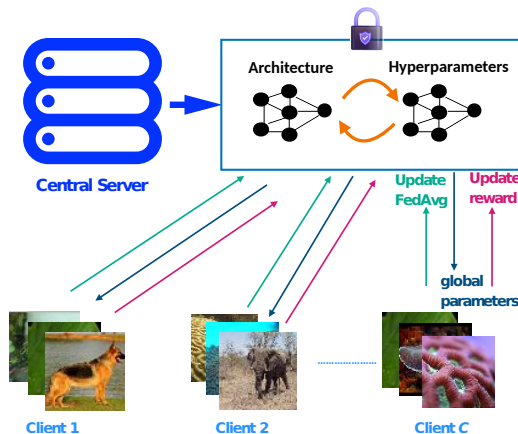 Architecture
Hyperparameters
Central Server
Update
FedAvg
Update
reward
global
parameters
Client 1
Client 2
Client C